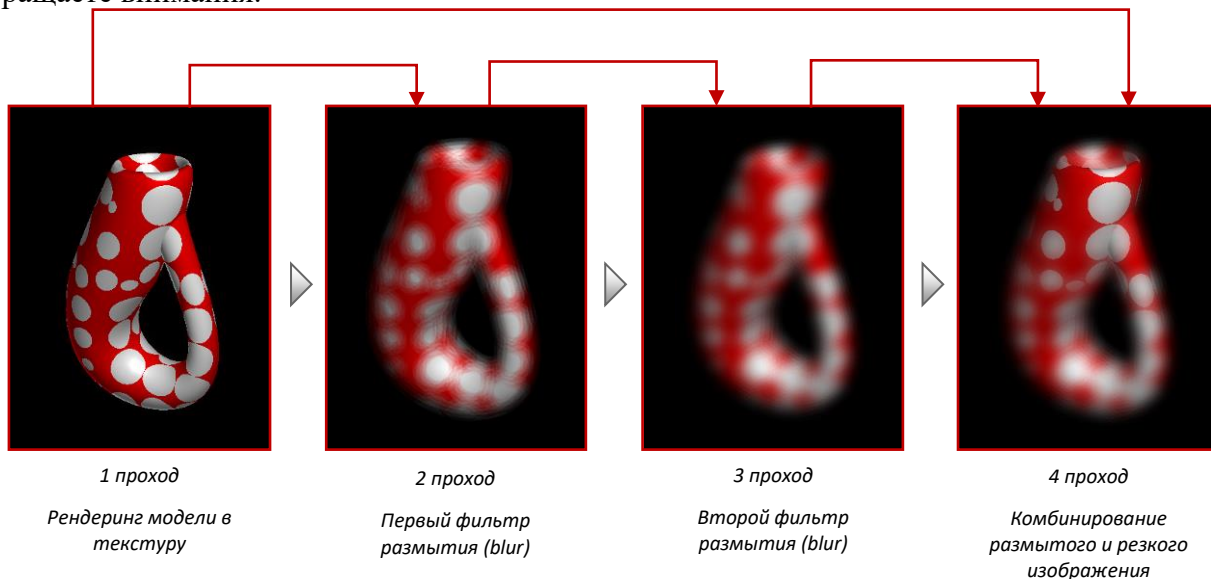 внимания.
1 проход
2 проход
3 проход
4 проход
Рендеринг модели в
текстуру
Первый фильтр
размытия (blur)
Второй фильтр
размытия (blur)
Комбинирование
размытого и резкого
изображения